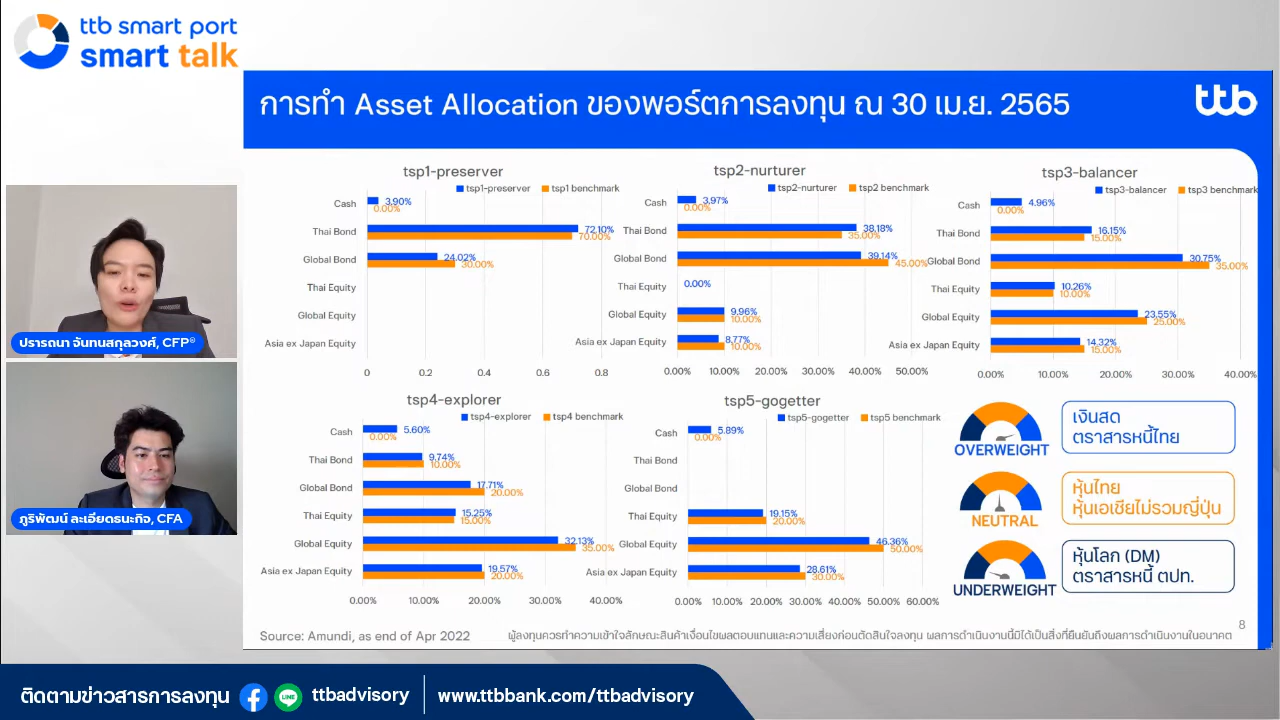 ttb smart port
smart talk
การทำ Asset Allocation ของพอร์ตการลงทุน ณ 30 เม.ย. 2565
ttb
tsp1-preserver
tsp1-preserver tsp1 benchmark
Cash 3.90% 0.00%
Thai Bond 72.10% 70.00%
Global Bond 24.02% 30.00%
Thai Equity
Global Equity
Asia ex Japan Equity
0 0.2 0.4 0.6 0.8
tsp2-nurturer
tsp2-nurturer tsp2 benchmark
Cash 3.97% 0.00%
Thai Bond 38.18% 35.00%
Global Bond 39.14% 45.00%
Thai Equity 0.00%
Global Equity 9.96% 10.00%
Asia ex Japan Equity 8.77% 10.00%
0.00% 10.00% 20.00% 30.00% 40.00% 50.00%
tsp3-balancer
tsp3-balancer tsp3 benchmark
Cash 4.96% 0.00%
Thai Bond 16.15% 15.00%
Global Bond 30.75% 35.00%
Thai Equity 10.26% 10.00%
Global Equity 23.55% 25.00%
Asia ex Japan Equity 14.32% 15.00%
0.00% 10.00% 20.00% 30.00% 40.00%
ปรารถนา จันทนสกุลวงศ์, CFP®
ภูริพัฒน์ ละเอียดธนะกิจ, CFA
tsp4-explorer
tsp4-explorer tsp4 benchmark
Cash 5.60% 0.00%
Thai Bond 9.74% 10.00%
Global Bond 17.71% 20.00%
Thai Equity 15.25% 15.00%
Global Equity 32.13% 35.00%
Asia ex Japan Equity 19.57% 20.00%
0.00% 10.00% 20.00% 30.00% 40.00%
tsp5-gogetter
tsp5-gogetter tsp5 benchmark
Cash 5.89% 0.00%
Thai Bond
Global Bond
Thai Equity 19.15% 20.00%
Global Equity 46.36% 50.00%
Asia ex Japan Equity 28.61% 30.00%
0.00% 10.00% 20.00% 30.00% 40.00% 50.00% 60.00%
OVERWEIGHT
เงินสด
ตราสารหนี้ไทย
NEUTRAL
หุ้นไทย
หุ้นเอเชียไม่รวมญี่ปุ่น
UNDERWEIGHT
หุ้นโลก (DM)
ตราสารหนี้ ตปท.
Source: Amundi, as end of Apr 2022
ผู้ลงทุนควรทำความเข้าใจลักษณะสินค้าเงื่อนไขผลตอบแทนและความเสี่ยงก่อนตัดสินใจลงทุน ผลการดำเนินงานนี้มิได้เป็นสิ่งที่ยืนยันถึงผลการดำเนินงานในอนาคต
8
ติดตามข่าวสารการลงทุน f LINE ttbadvisory www.ttbbank.com/ttbadvisory